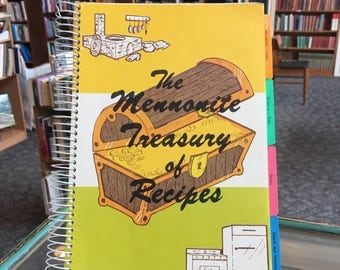 The
Mennonite
Treasury
of
Recipes